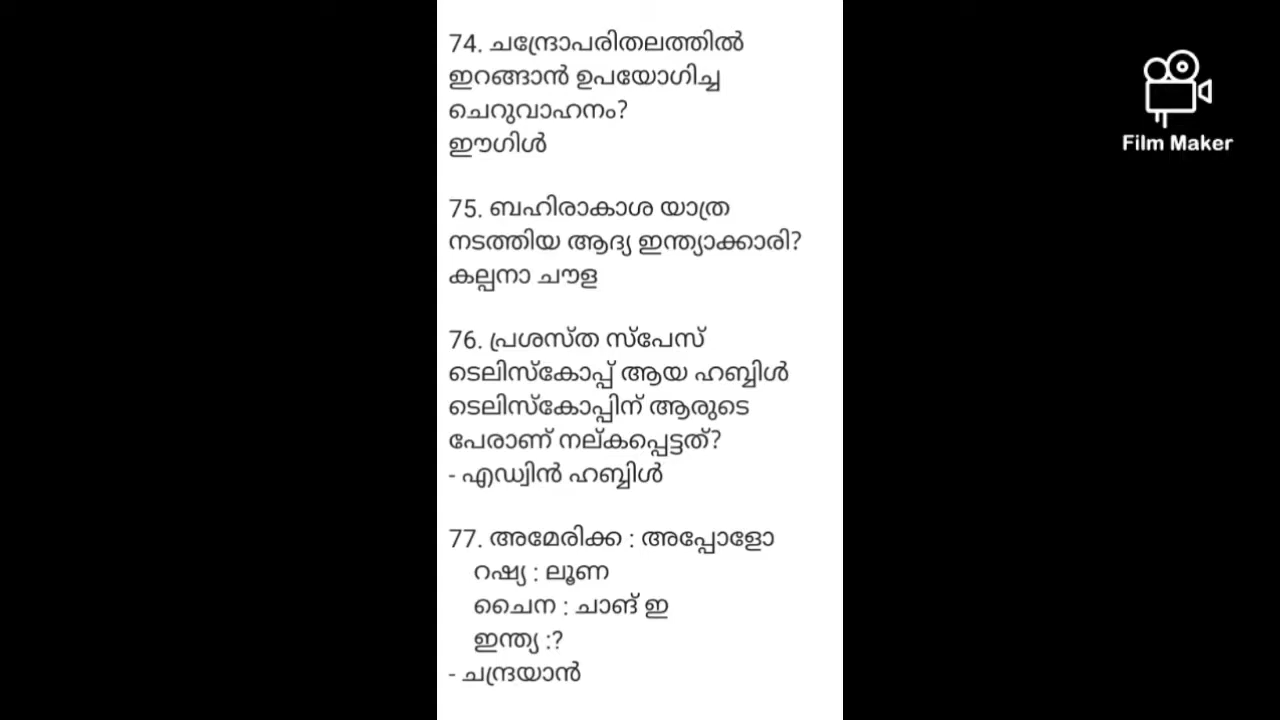 74. ചന്ദ്രോപരിതലത്തിൽ
ഇറങ്ങാൻ ഉപയോഗിച്ച
ചെറുവാഹനം?
ഈഗിൾ
75. ബഹിരാകാശ യാത്ര
നടത്തിയ ആദ്യ ഇന്ത്യാക്കാരി?
കല്പനാ ചൗള
76. പ്രശസ്ത സ്പേസ്
ടെലിസ്കോപ്പ് ആയ ഹബ്ബിൾ
ടെലിസ്കോപ്പിന് ആരുടെ
പേരാണ് നല്കപ്പെട്ടത്?
- എഡ്വിൻ ഹബ്ബിൾ
77. അമേരിക്ക : അപ്പോളോ
റഷ്യ : ലൂണ
ചൈന : ചാങ് ഇ
ഇന്ത്യ :?
- ചന്ദ്രയാൻ
Film Maker